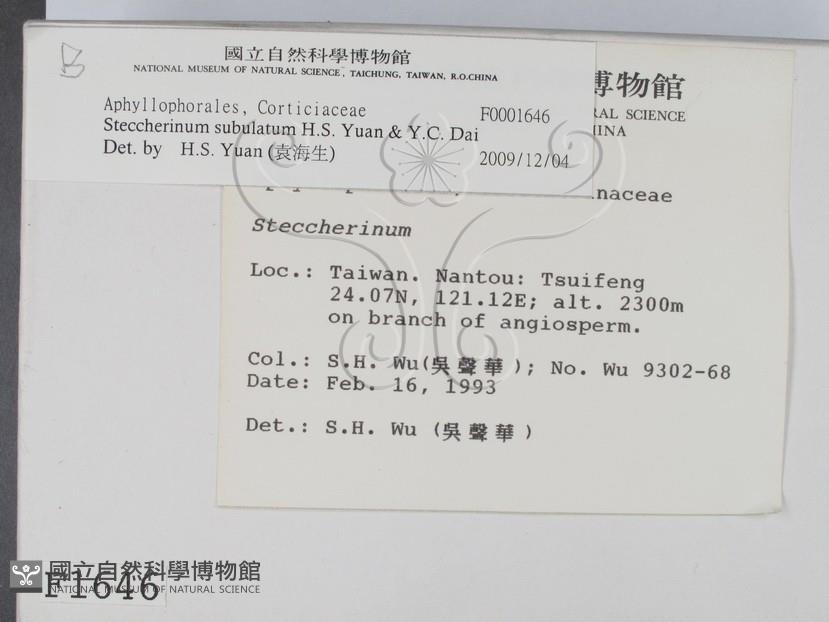 國立自然科學博物館
NATIONAL MUSEUM OF NATURAL SCIENCE, TAICHUNG, TAIWAN, R.O.CHINA
Aphyllophorales, Corticiaceae F0001646
Steccherinum subulatum H.S. Yuan & Y.C. Dai
Det. by H.S. Yuan (袁海生) 2009/12/04
博物館
RAL SCIENCE
INA
naceae
Steccherinum
Loc.: Taiwan. Nantou: Tsuifeng
24.07N, 121.12E; alt. 2300m
on branch of angiosperm.
Col.: S.H. Wu(吳聲華); No. Wu 9302-68
Date: Feb. 16, 1993
Det.: S.H. Wu (吳聲華)
國立自然科學博物館
NATIONAL MUSEUM OF NATURAL SCIENCE
F1646